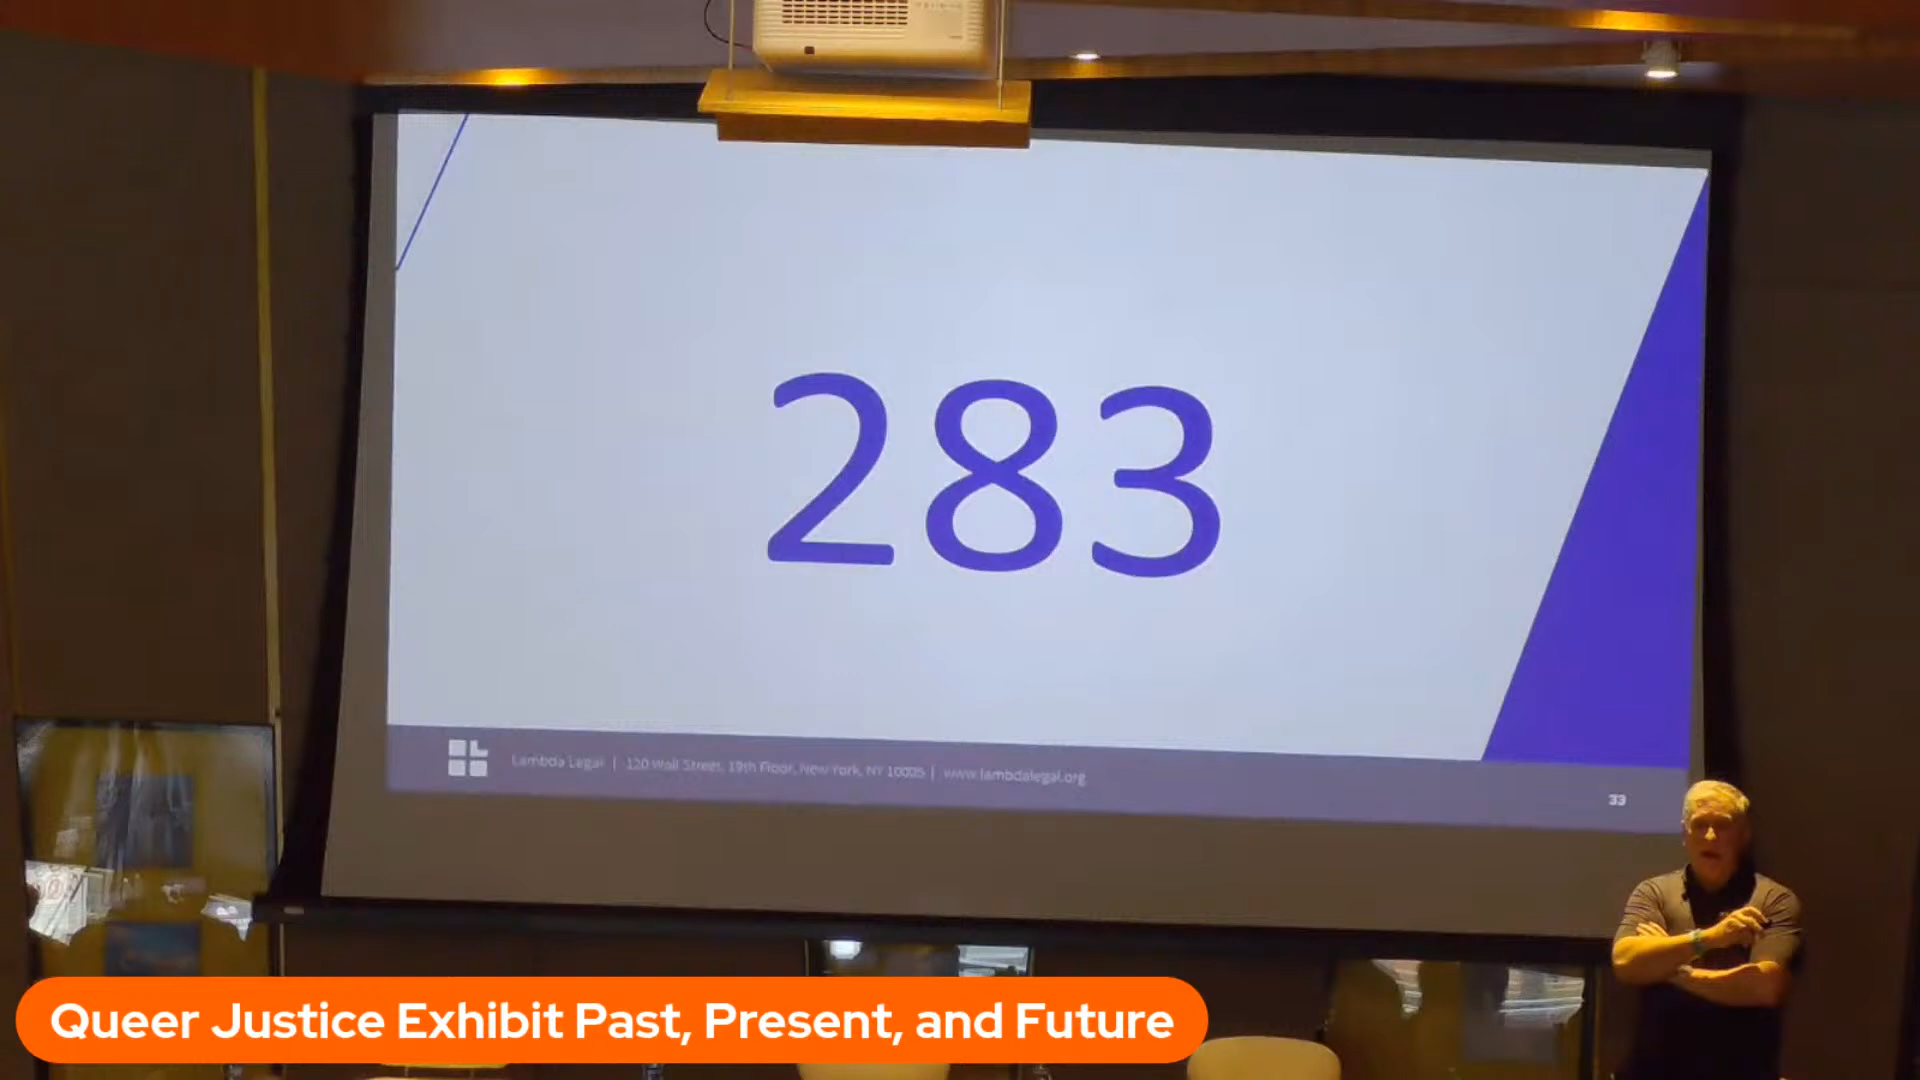 283
Lambda Legal | 120 Wall Street, 19th Floor, New York, NY 10005 | www.lambdalegal.org
33
Queer Justice Exhibit Past, Present, and Future